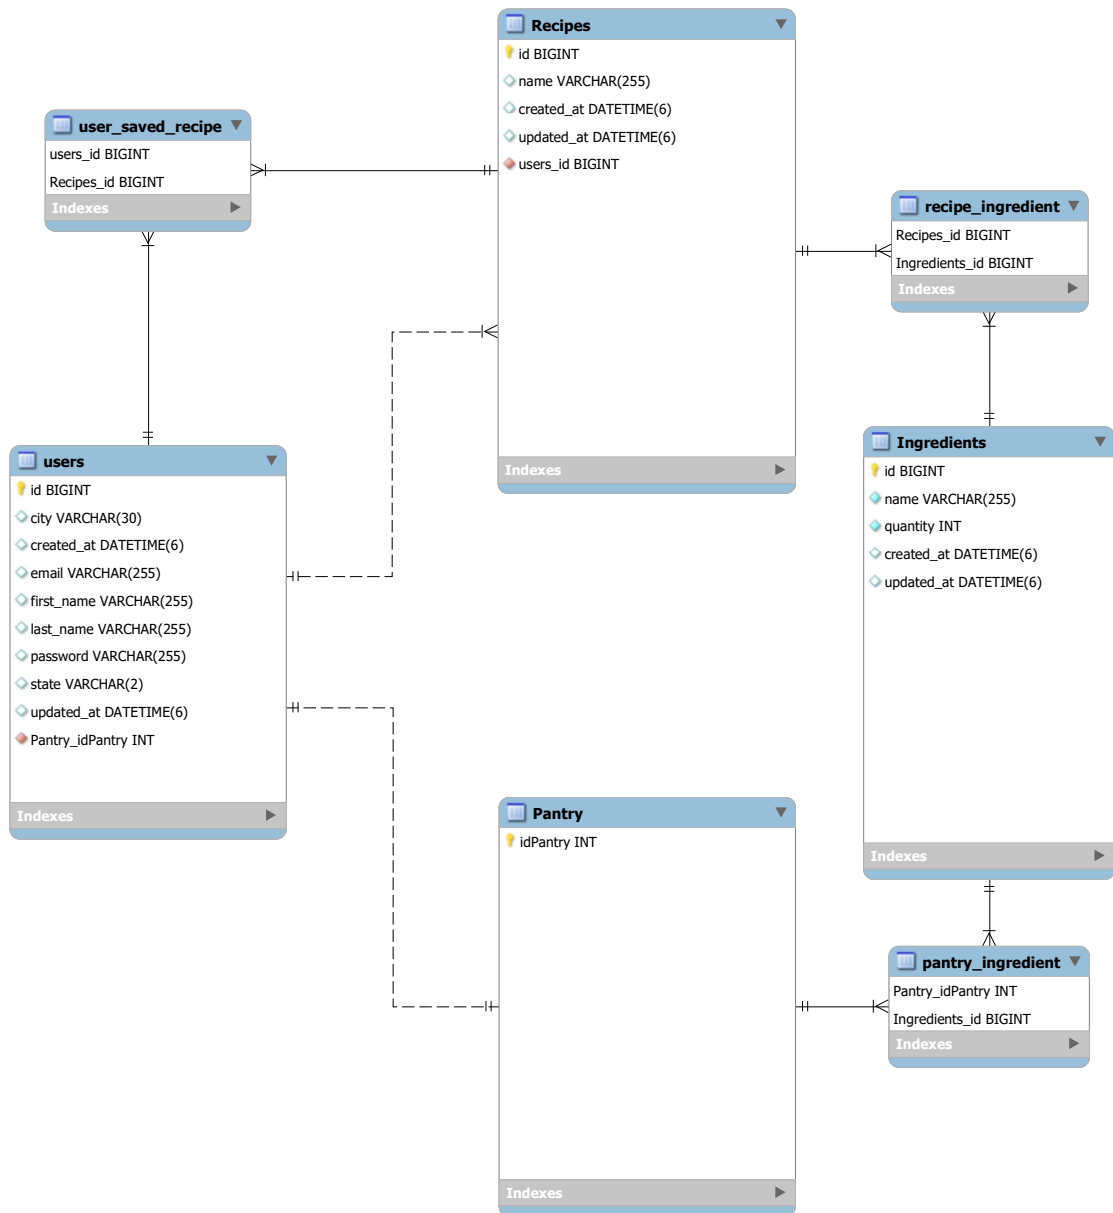 Recipes
id BIGINT
name VARCHAR(255)
created_at DATETIME(6)
updated_at DATETIME(6)
users_id BIGINT
Indexes
user_saved_recipe
users_id BIGINT
Recipes_id BIGINT
Indexes
recipe_ingredient
Recipes_id BIGINT
Ingredients_id BIGINT
Indexes
users
id BIGINT
city VARCHAR(30)
created_at DATETIME(6)
email VARCHAR(255)
first_name VARCHAR(255)
last_name VARCHAR(255)
password VARCHAR(255)
state VARCHAR(2)
updated_at DATETIME(6)
Pantry_idPantry INT
Indexes
Ingredients
id BIGINT
name VARCHAR(255)
quantity INT
created_at DATETIME(6)
updated_at DATETIME(6)
Indexes
Pantry
idPantry INT
Indexes
pantry_ingredient
Pantry_idPantry INT
Ingredients_id BIGINT
Indexes